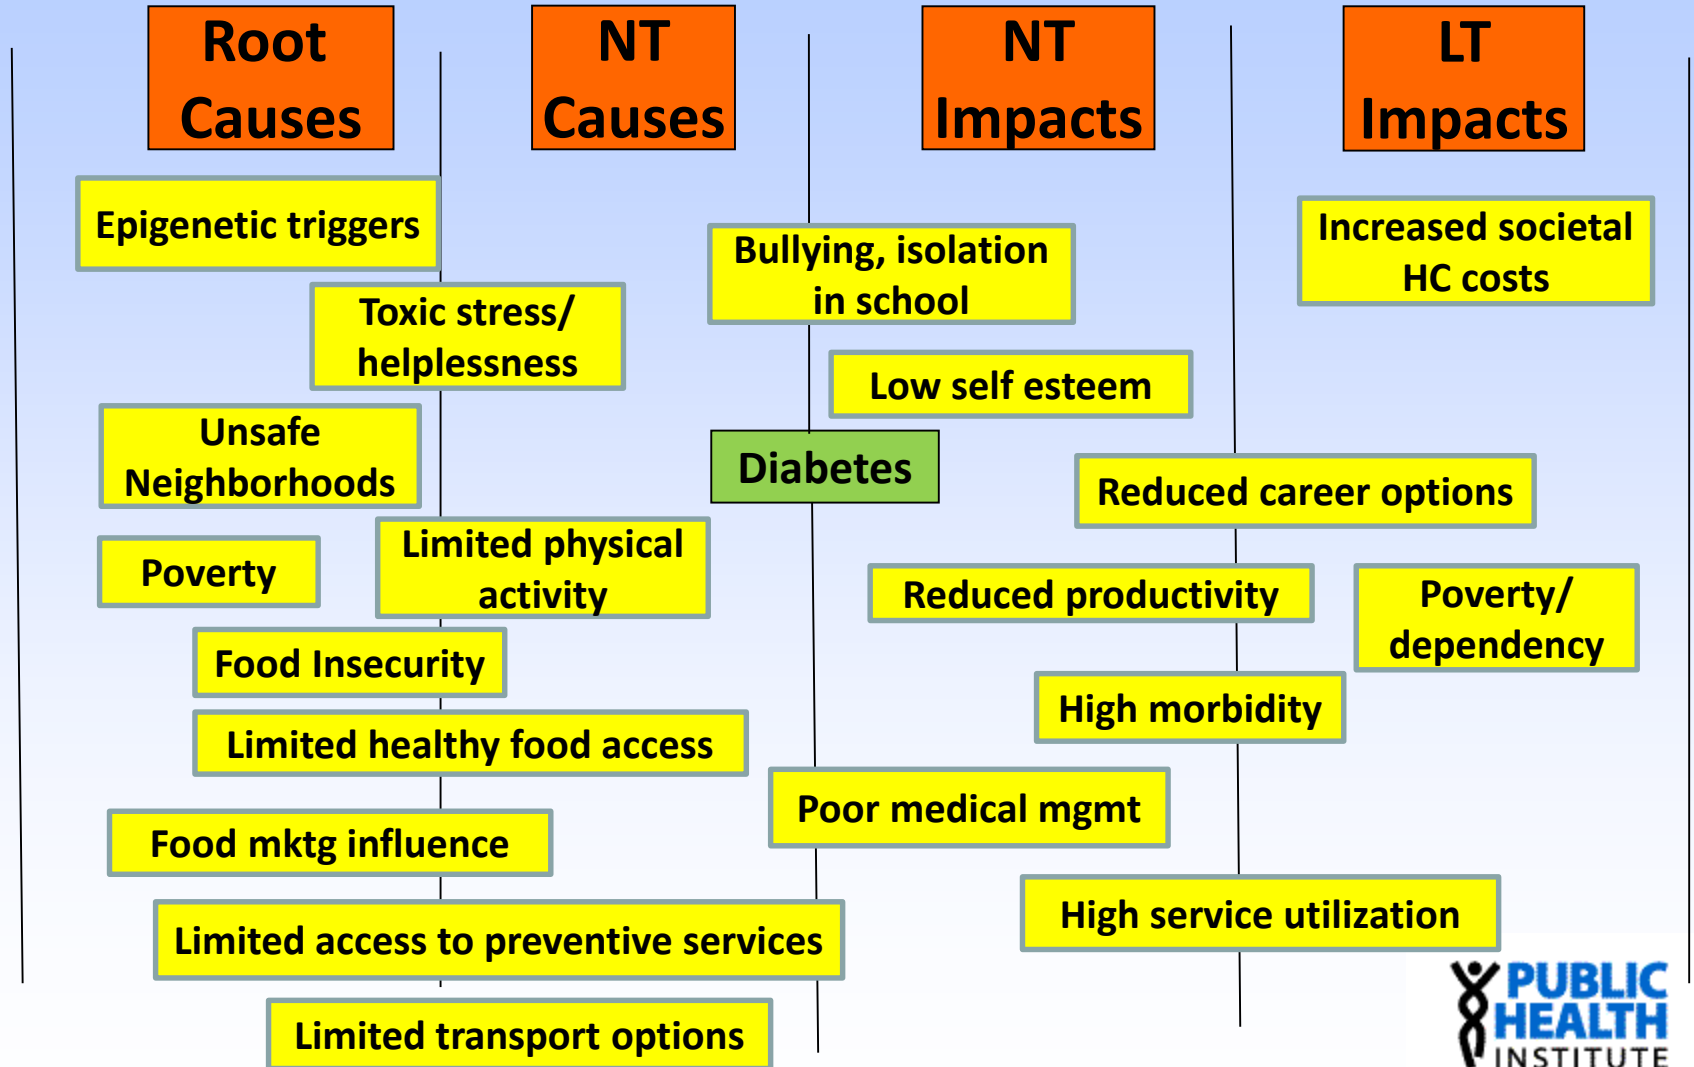 Root
Causes
NT
Causes
NT
Impacts
LT
Impacts
Epigenetic triggers
Toxic stress/
helplessness
Unsafe
Neighborhoods
Poverty
Limited physical
activity
Food Insecurity
Limited healthy food access
Food mktg influence
Limited access to preventive services
Limited transport options
Bullying, isolation
in school
Low self esteem
Diabetes
Reduced career options
Reduced productivity
High morbidity
Poor medical mgmt
High service utilization
Increased societal
HC costs
Poverty/
dependency
PUBLIC
HEALTH
INSTITUTE